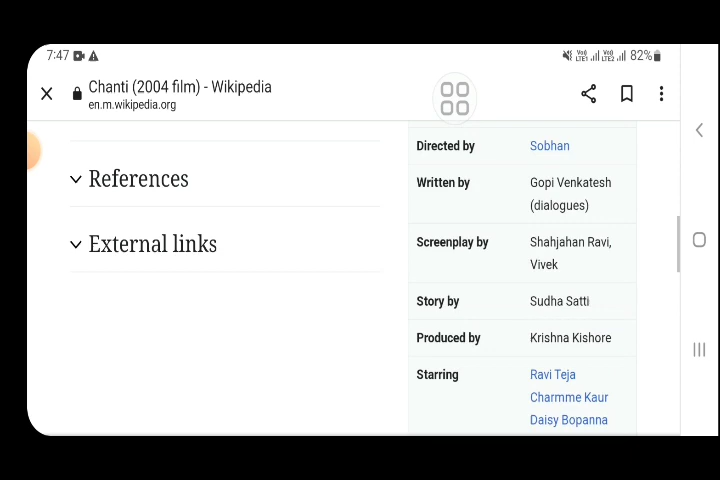 7:47
LTE1 LTE2 82%
Chanti (2004 film) - Wikipedia
en.m.wikipedia.org
References
External links
Directed by Sobhan
Written by Gopi Venkatesh
(dialogues)
Screenplay by Shahjahan Ravi,
Vivek
Story by Sudha Satti
Produced by Krishna Kishore
Starring Ravi Teja
Charmme Kaur
Daisy Bopanna